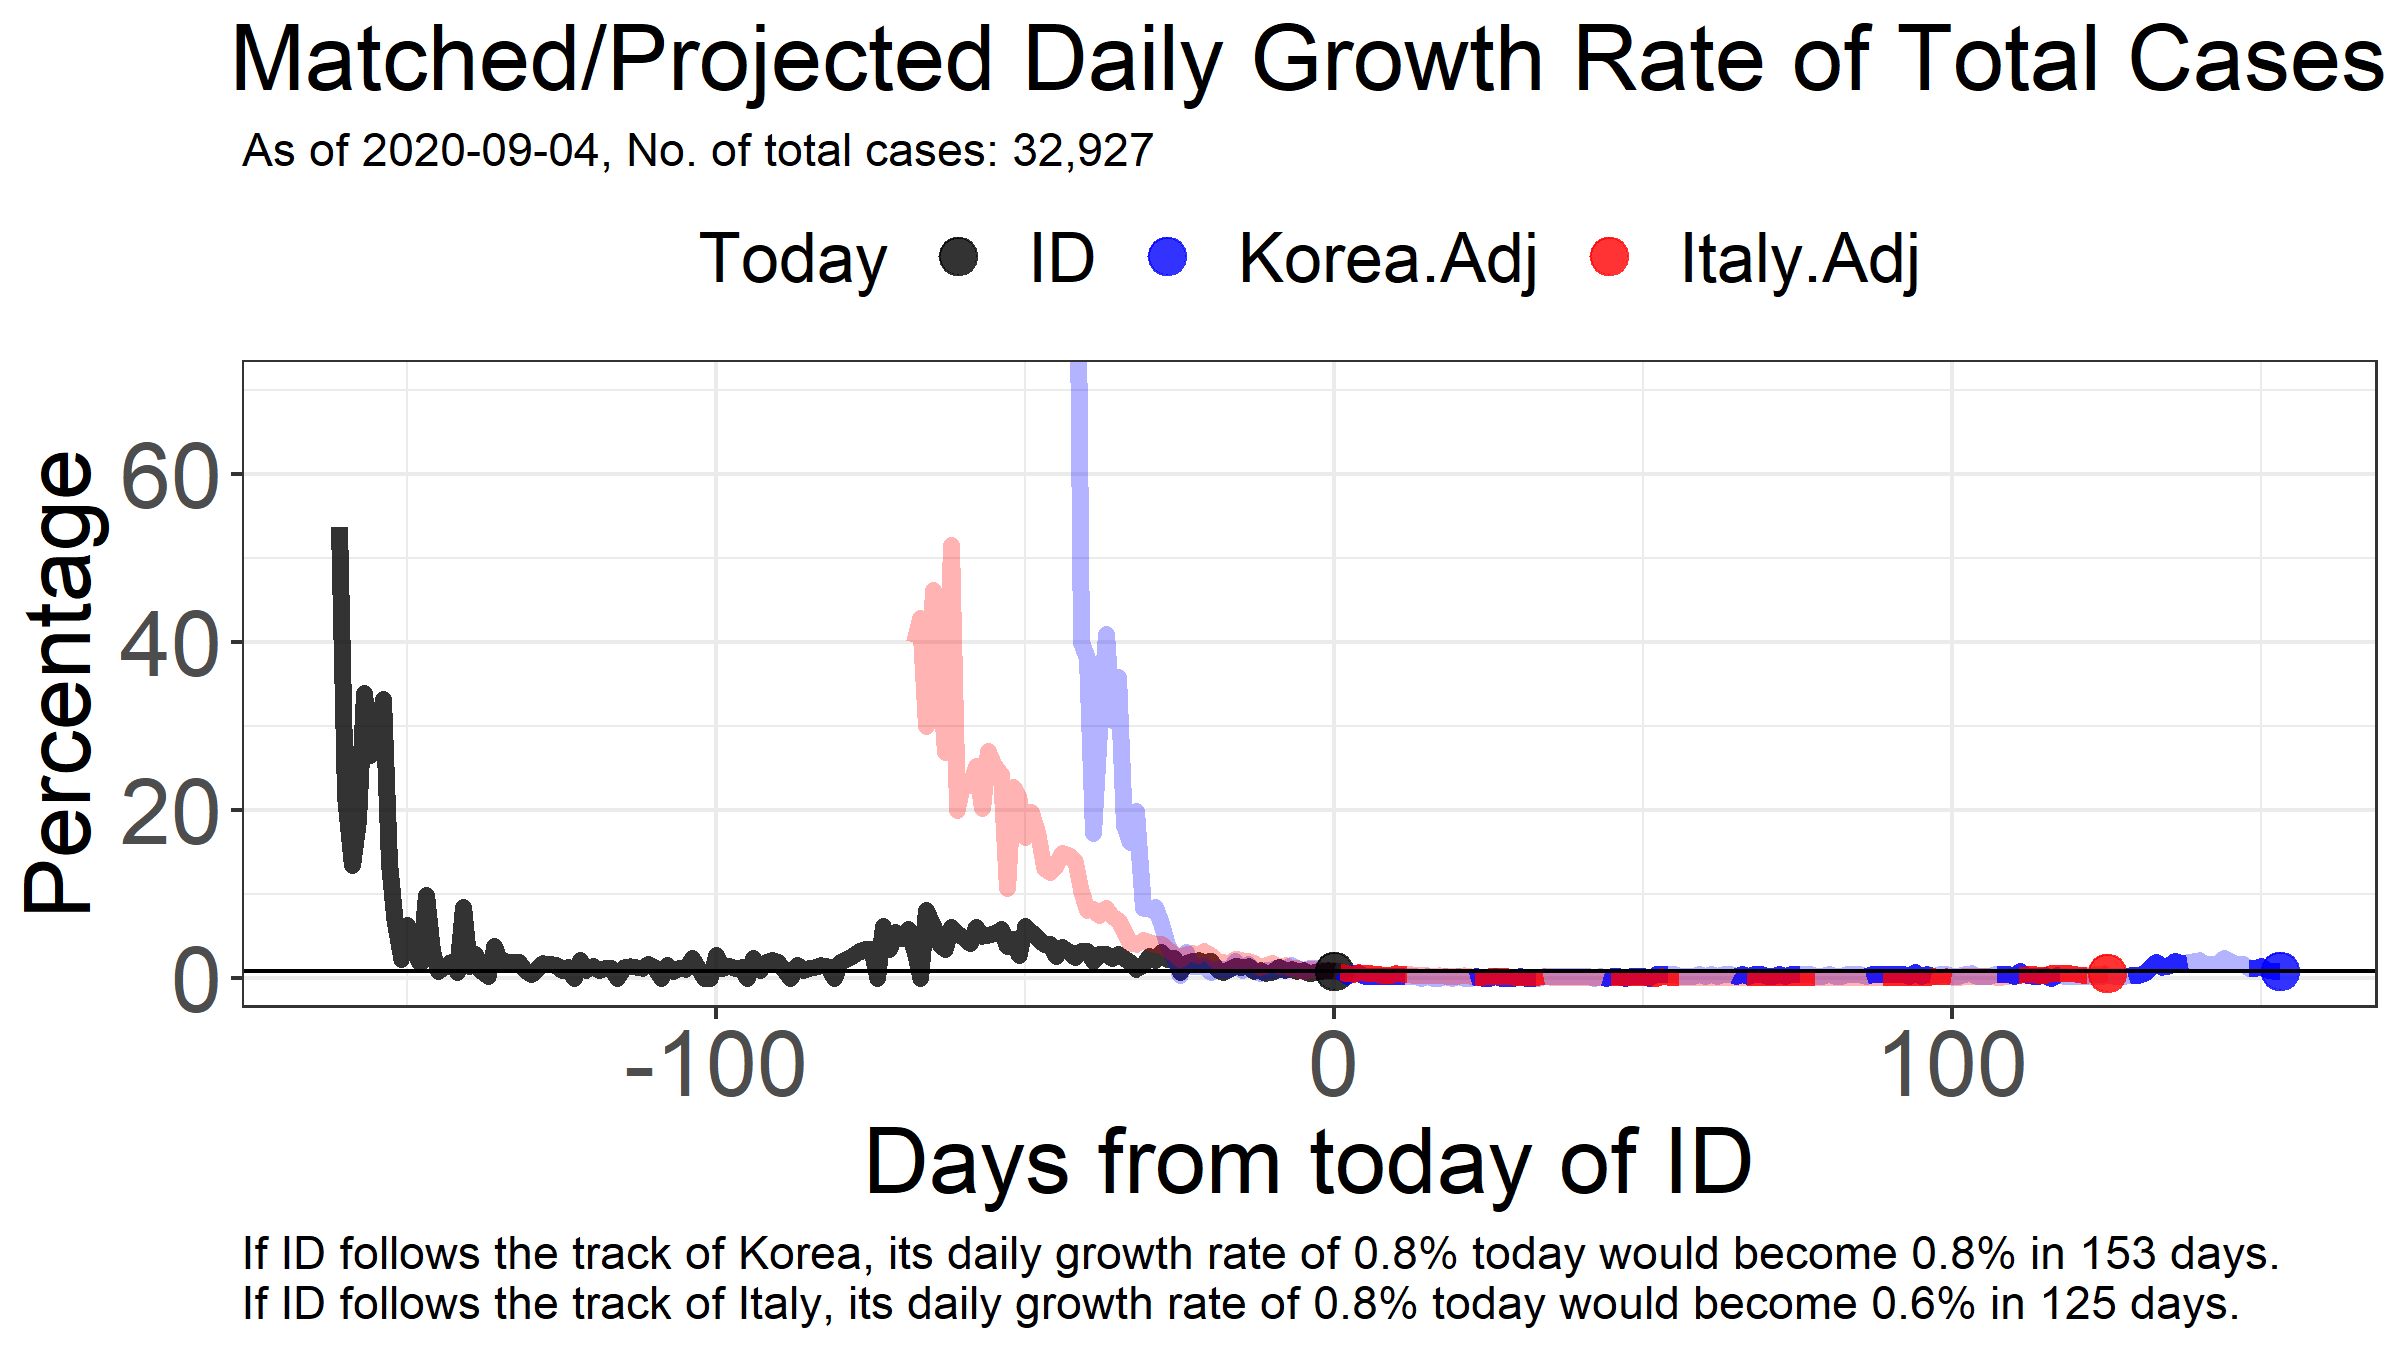 Matched/Projected Daily Growth Rate of Total Cases
As of 2020-09-04, No. of total cases: 32,927
Today ID Korea.Adj Italy.Adj
Percentage
60
40
20
0
-100 0 100
Days from today of ID
If ID follows the track of Korea, its daily growth rate of 0.8% today would become 0.8% in 153 days.
If ID follows the track of Italy, its daily growth rate of 0.8% today would become 0.6% in 125 days.